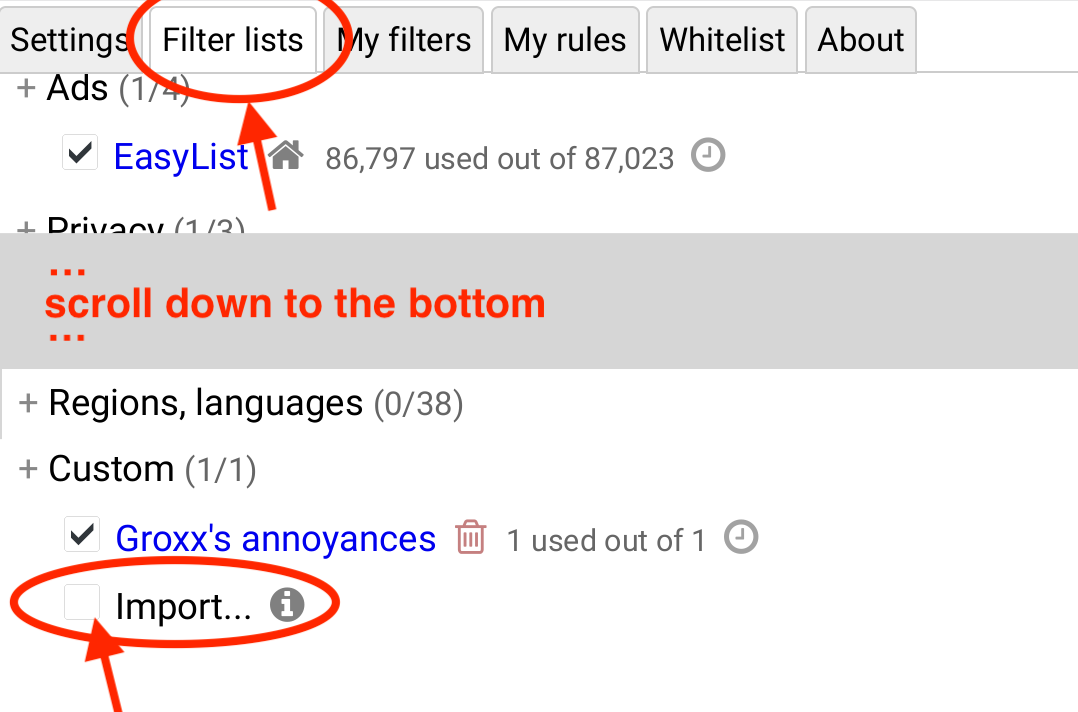 Settings Filter lists My filters My rules Whitelist About
+ Ads (1/4)
EasyList 86,797 used out of 87,023
+ Privacy (1/3)
...
scroll down to the bottom
...
+ Regions, languages (0/38)
+ Custom (1/1)
Groxx's annoyances 1 used out of 1
Import...